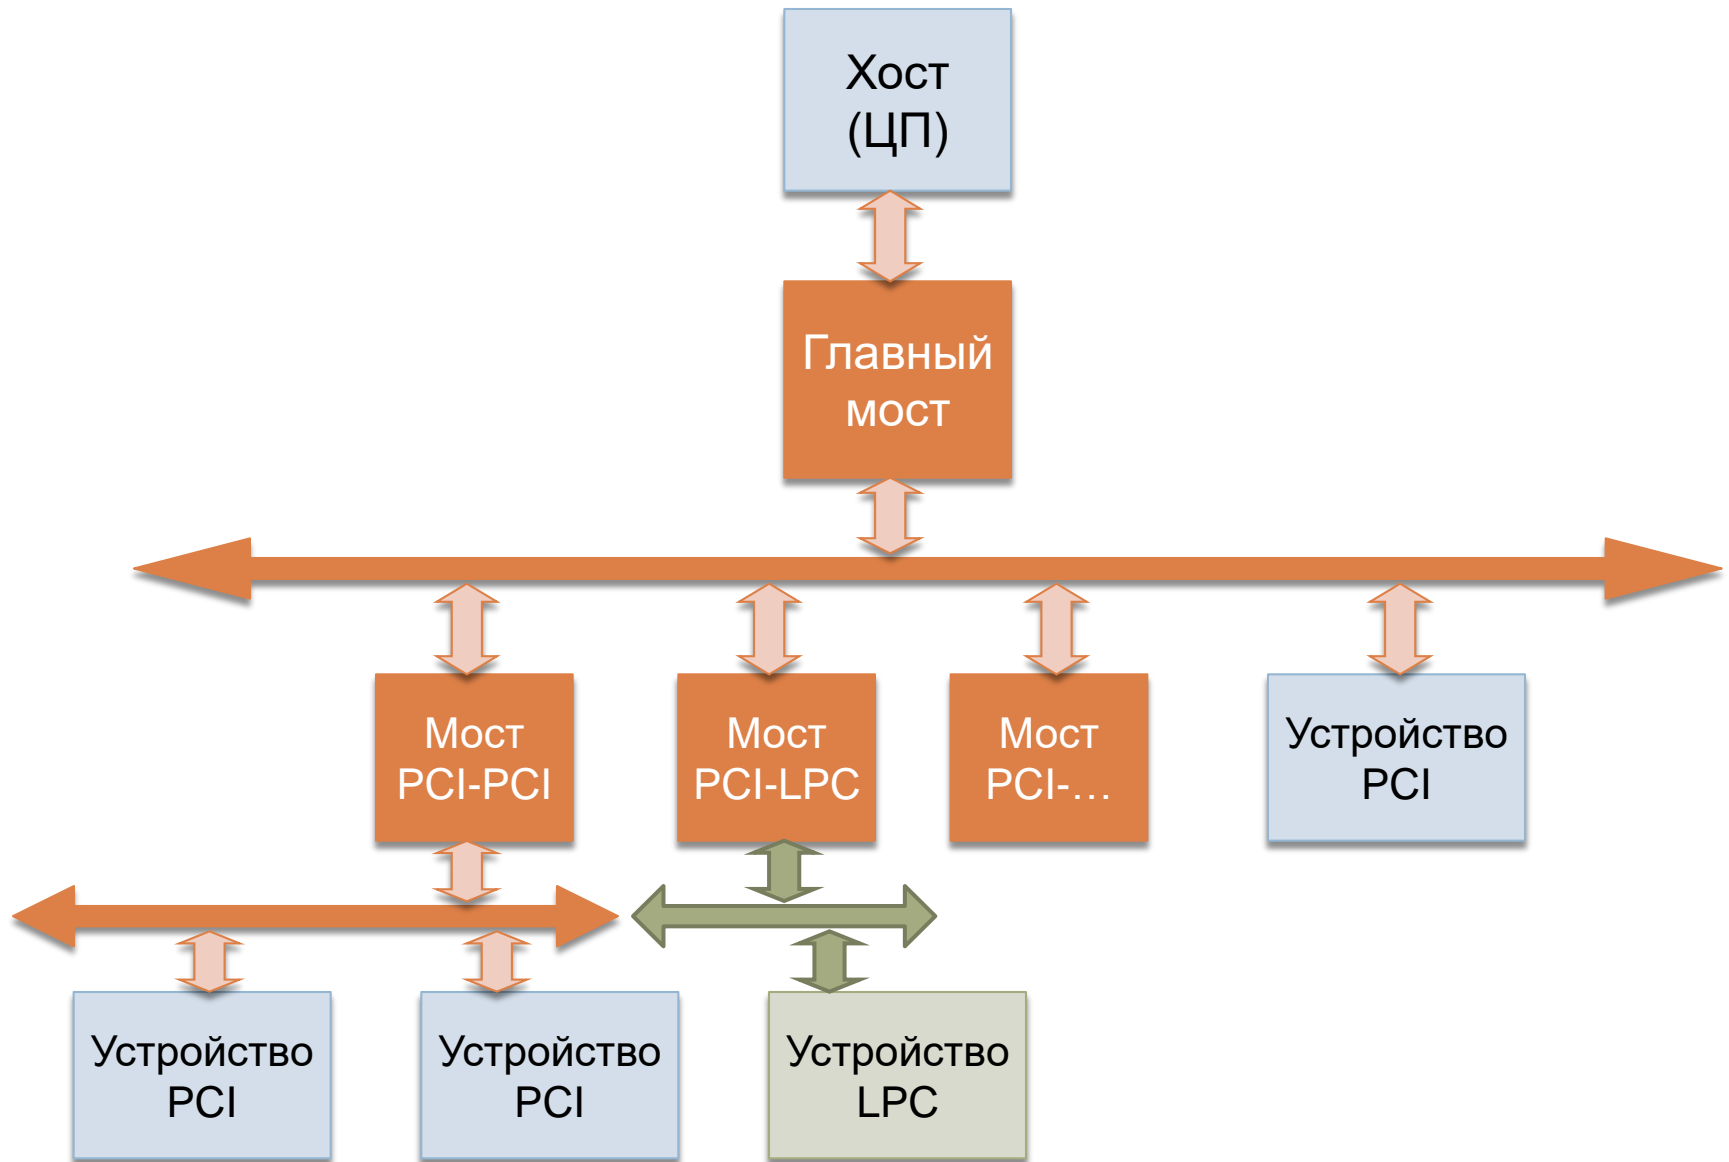 Хост
(ЦП)
Главный
мост
Мост
PCI-PCI
Мост
PCI-LPC
Мост
PCI-…
Устройство
PCI
Устройство
PCI
Устройство
PCI
Устройство
LPC